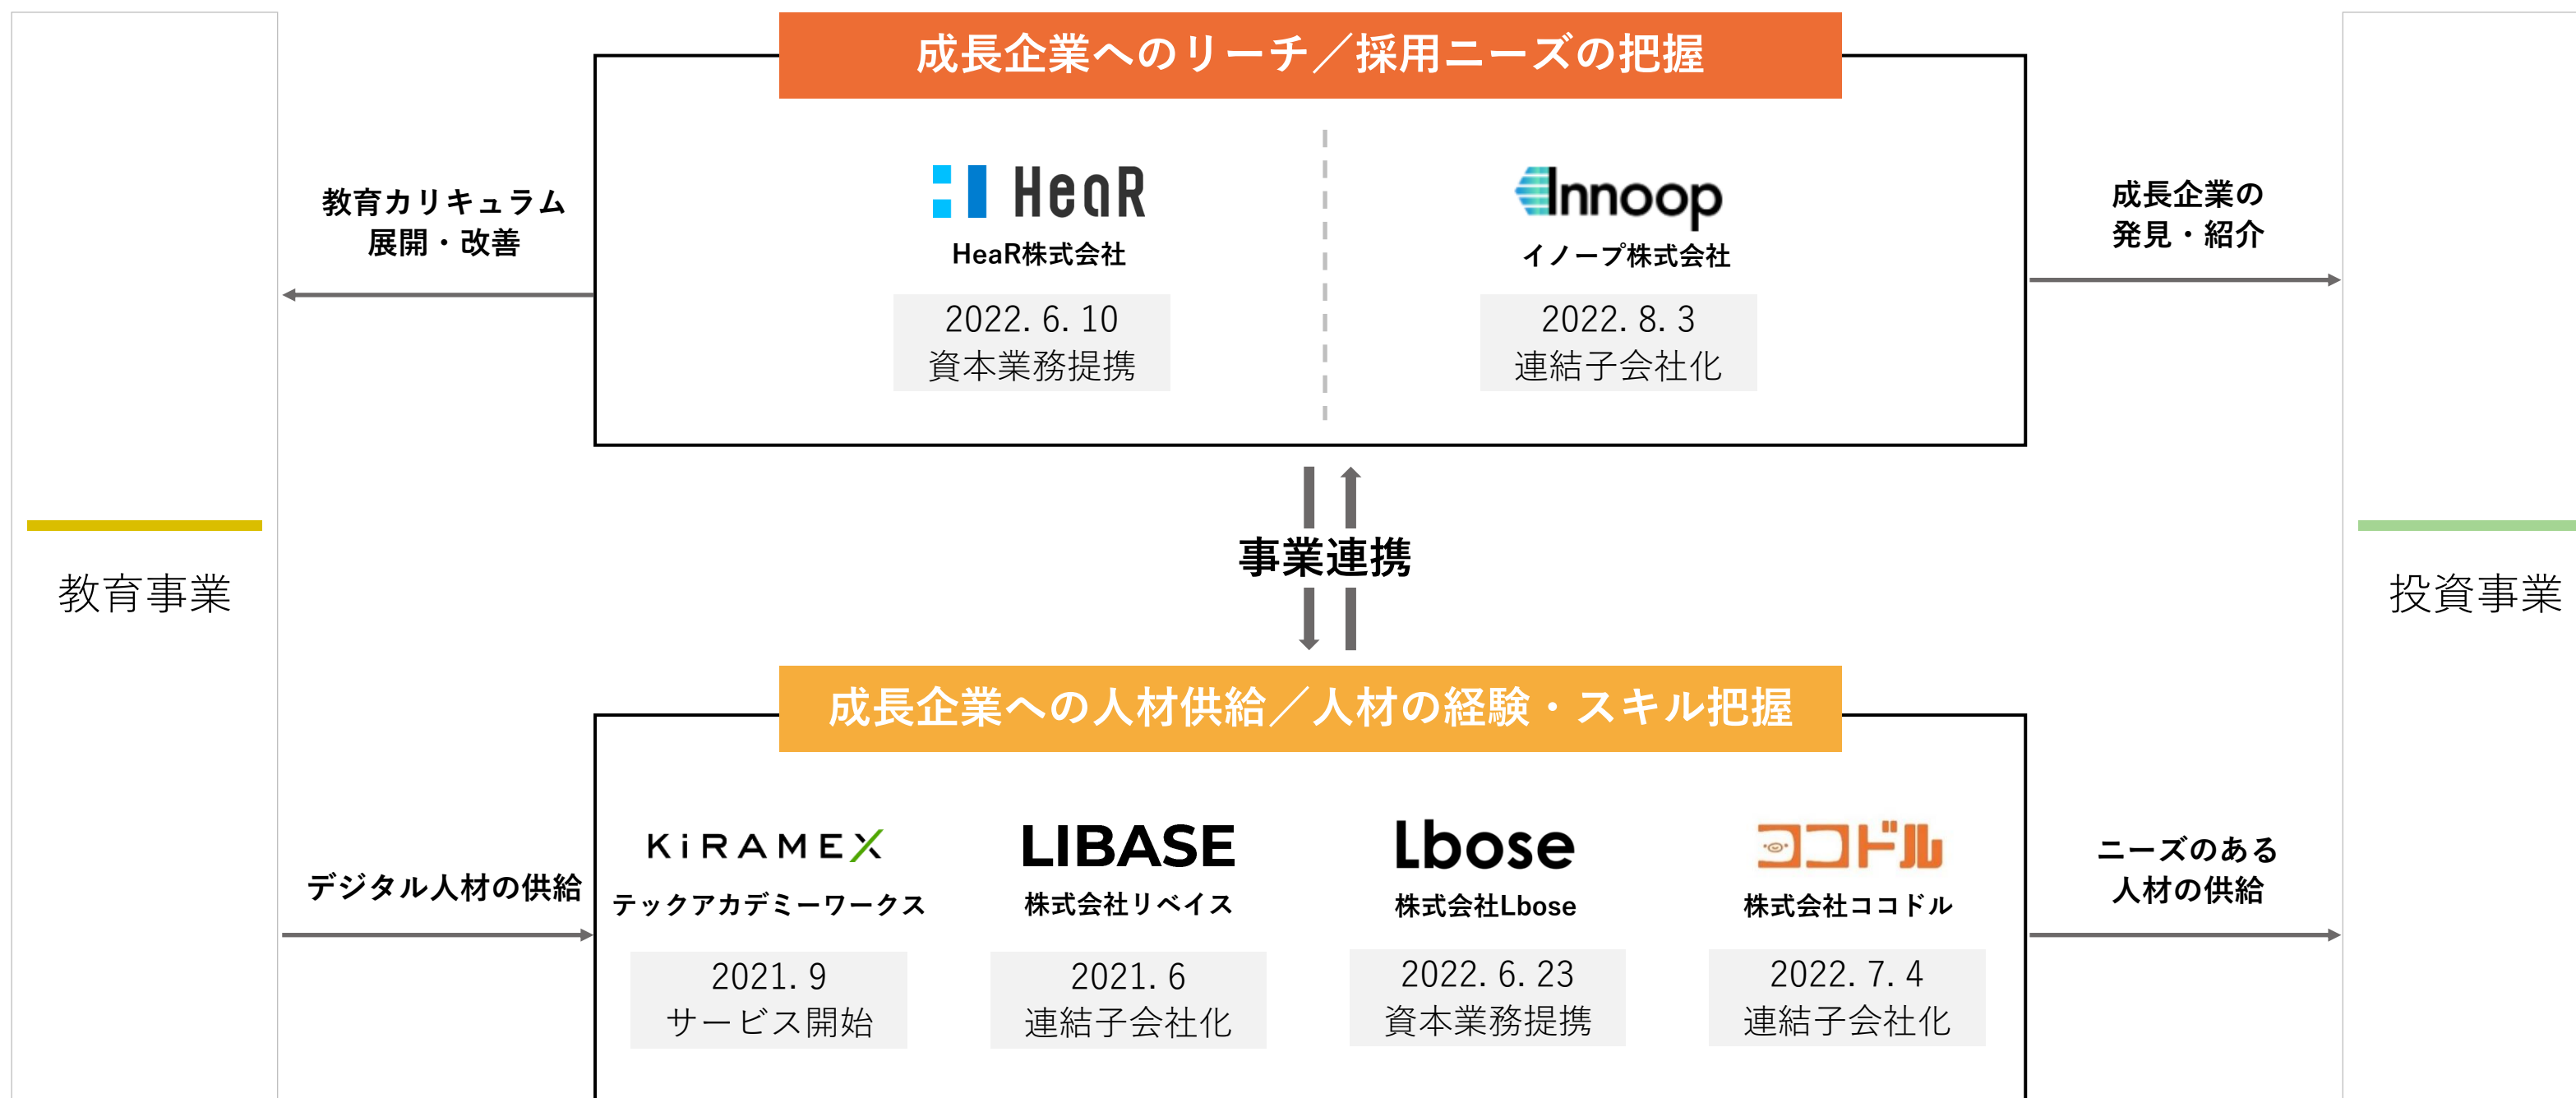 成長企業へのリーチ／採用ニーズの把握
教育カリキュラム
展開・改善
HeaR
HeaR株式会社
2022. 6. 10
資本業務提携
Innoop
イノープ株式会社
2022. 8. 3
連結子会社化
成長企業の
発見・紹介
教育事業
事業連携
投資事業
成長企業への人材供給／人材の経験・スキル把握
デジタル人材の供給
KiRAMEX
テックアカデミーワークス
2021. 9
サービス開始
LIBASE
株式会社リベイス
2021. 6
連結子会社化
Lbose
株式会社Lbose
2022. 6. 23
資本業務提携
ココドル
株式会社ココドル
2022. 7. 4
連結子会社化
ニーズのある
人材の供給